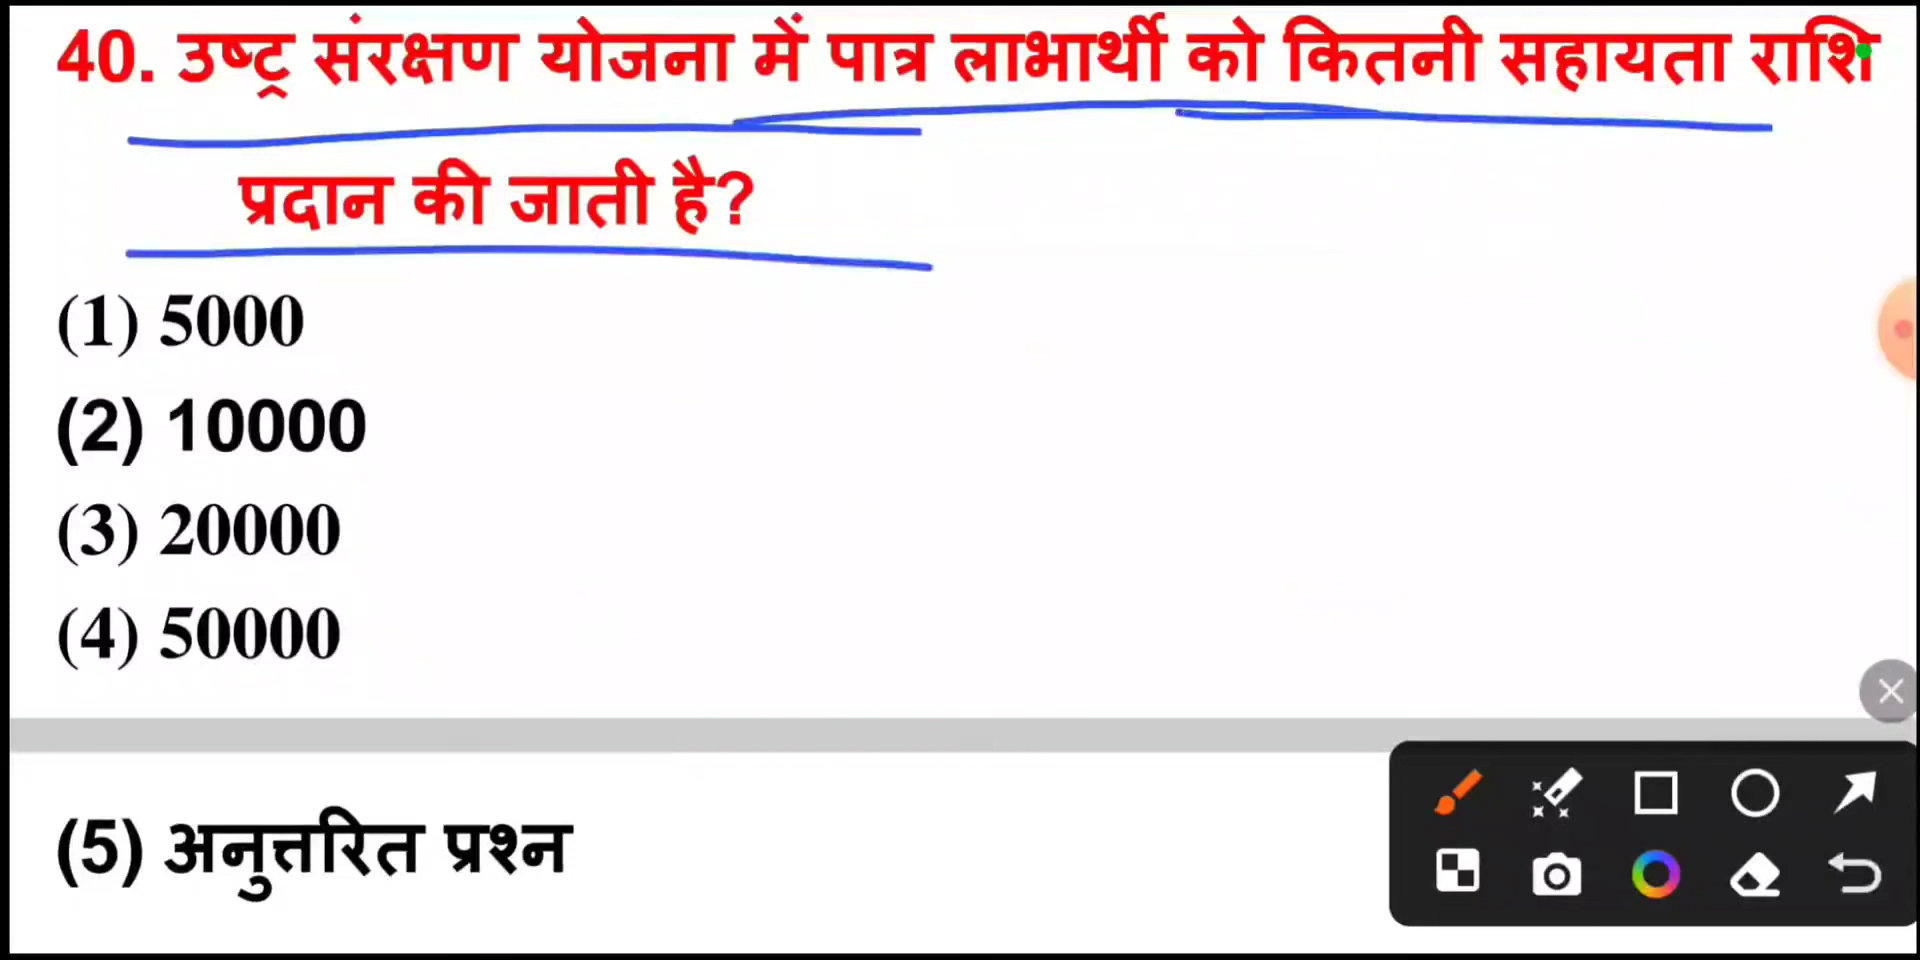 40. उष्ट्र संरक्षण योजना में पात्र लाभार्थी को कितनी सहायता राशि
प्रदान की जाती है?
(1) 5000
(2) 10000
(3) 20000
(4) 50000
(5) अनुत्तरित प्रश्न